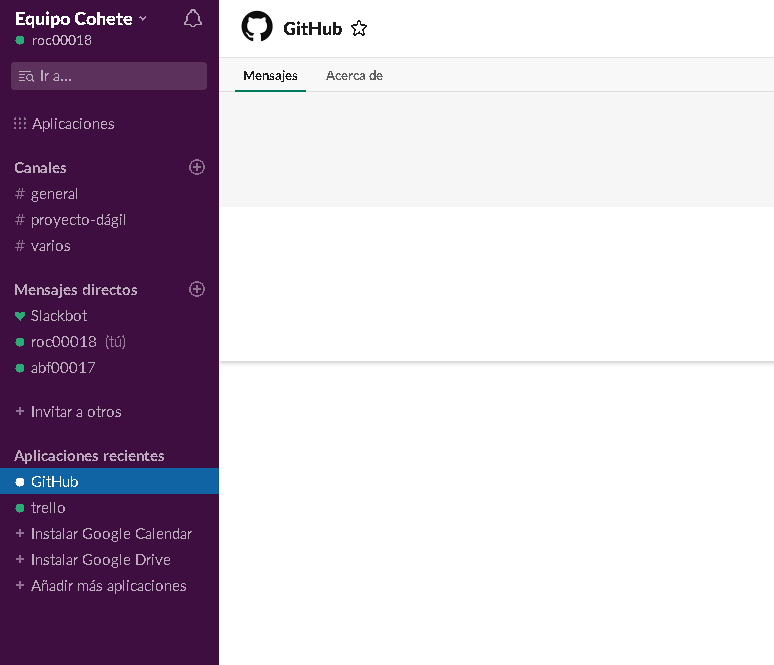 Equipo Cohete
roc00018
Ir a...
Aplicaciones
Canales
# general
# proyecto-dágil
# varios
Mensajes directos
Slackbot
roc00018 (tú)
abf00017
+ Invitar a otros
Aplicaciones recientes
GitHub
trello
+ Instalar Google Calendar
+ Instalar Google Drive
+ Añadir más aplicaciones
GitHub
Mensajes Acerca de